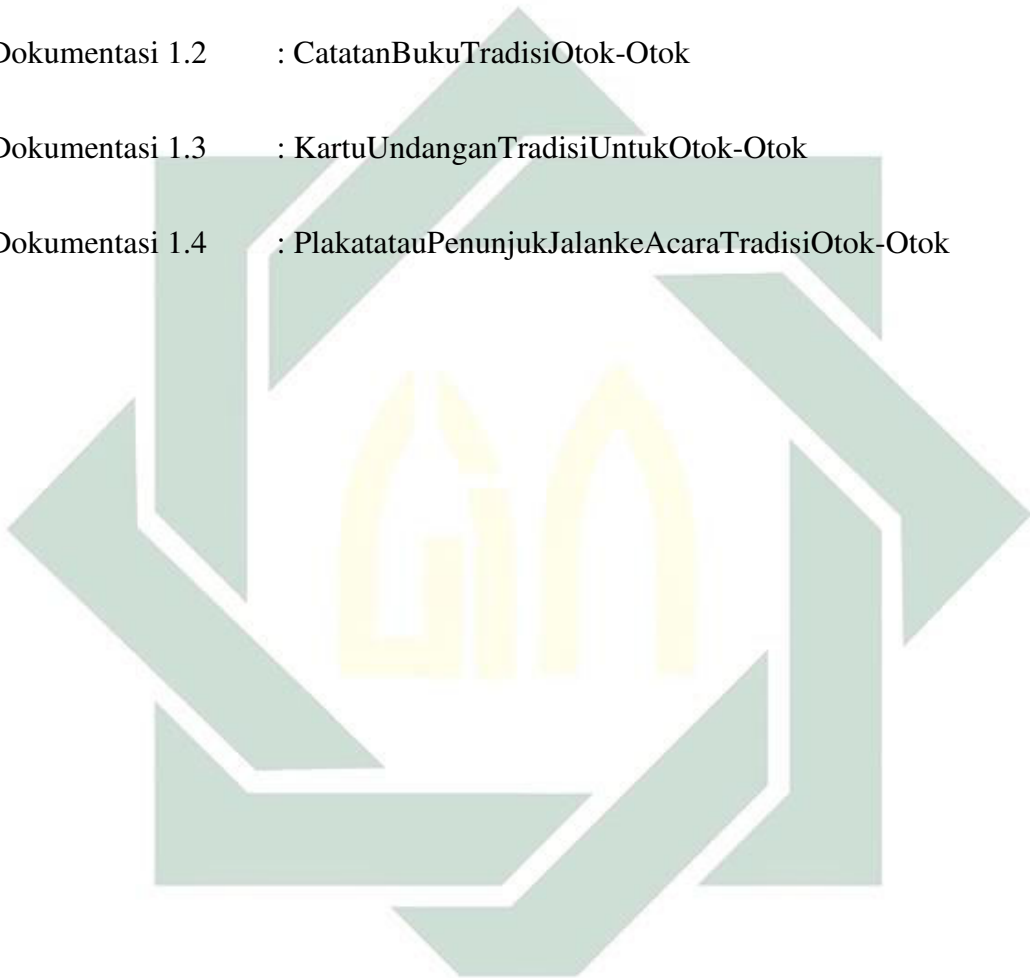 Dokumentasi 1.2 : CatatanBukuTradisiOtok-Otok
Dokumentasi 1.3 : KartuUndanganTradisiUntukOtok-Otok
Dokumentasi 1.4 : PlakatatauPenunjukJalankeAcaraTradisiOtok-Otok